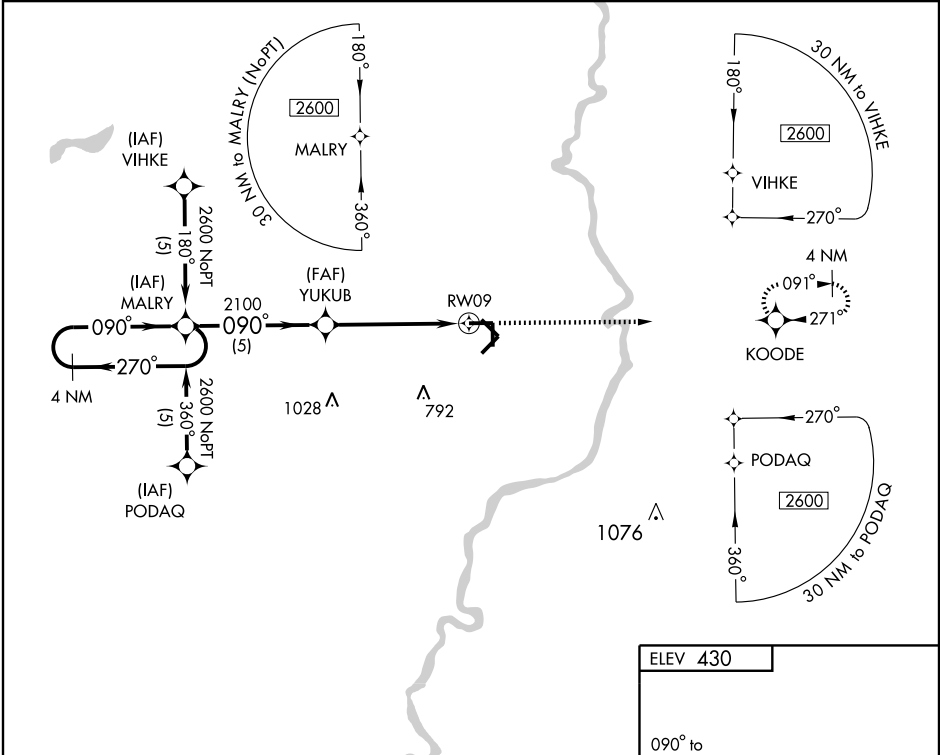 30 NM to MALRY (NoPT)
180°
2600
MALRY
360°
30 NM to VIHKE
180°
2600
VIHKE
270°
(IAF)
VIHKE
2600 NoPT
180°
(5)
(IAF)
MALRY
090°
270°
4 NM
2100
090°
(5)
(FAF)
YUKUB
RW09
4 NM
091°
271°
KOODE
2600 NoPT
360°
(5)
(IAF)
PODAQ
1028
792
1076
270°
PODAQ
2600
360°
30 NM to PODAQ
ELEV 430
090° to